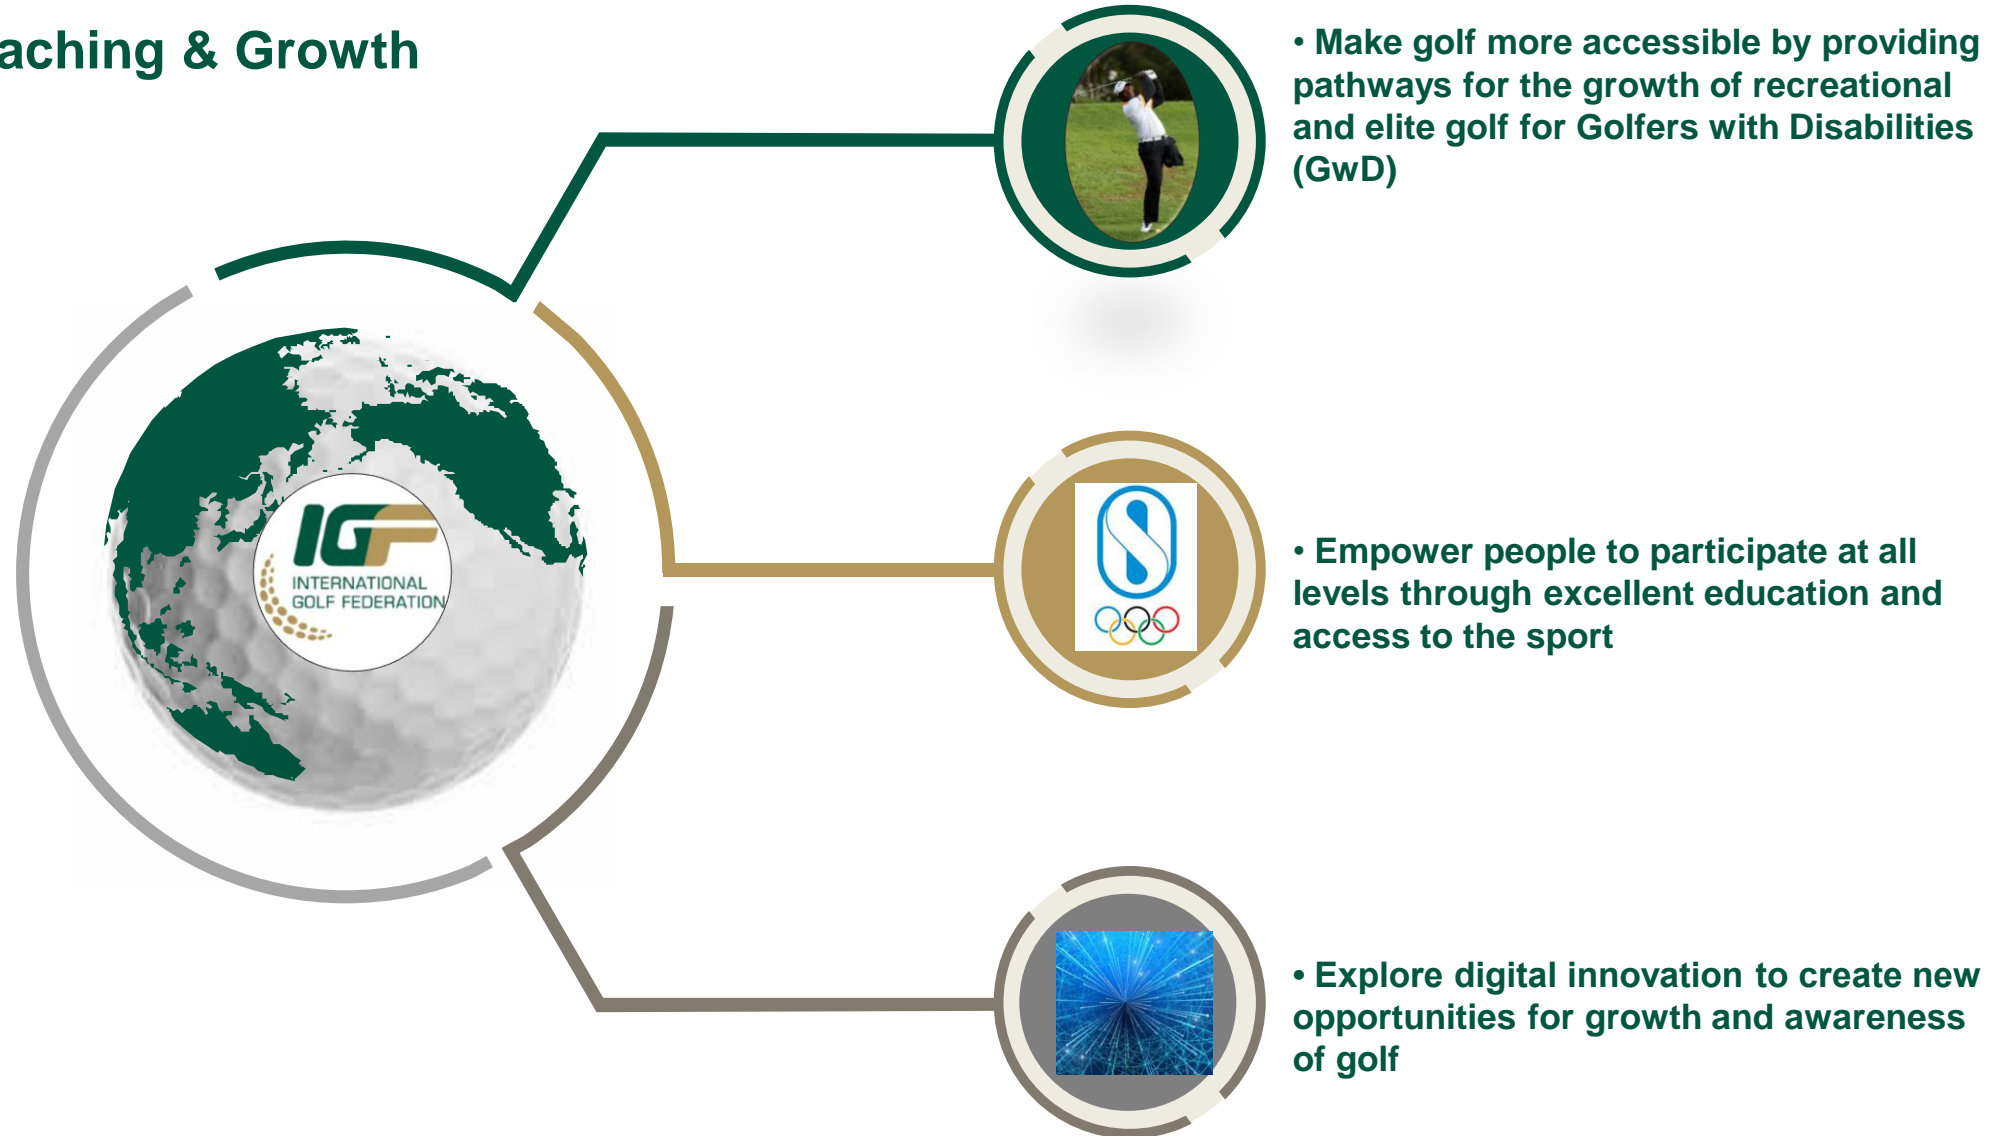 aching & Growth
• Make golf more accessible by providing
pathways for the growth of recreational
and elite golf for Golfers with Disabilities
(GwD)
IGF
INTERNATIONAL
GOLF FEDERATION
• Empower people to participate at all
levels through excellent education and
access to the sport
• Explore digital innovation to create new
opportunities for growth and awareness
of golf